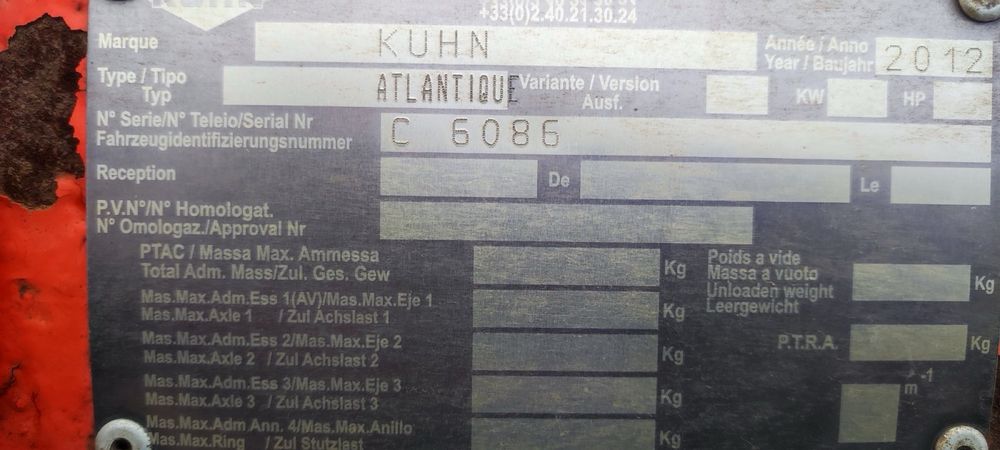 KUHN
+33(0)2.40.21.30.24
Marque KUHN Année / Anno 2012
Year / Baujahr
Type / Tipo ATLANTIQUE Variante / Version KW HP
Typ Ausf.
N° Serie/N° Teleio/Serial Nr C 6086
Fahrzeugidentifizierungsnummer
Reception De Le
P.V.N°/N° Homologat.
N° Omologaz./Approval Nr
PTAC / Massa Max. Ammessa Kg Poids a vide
Total Adm. Mass/Zul. Ges. Gew Massa a vuoto Kg
Mas.Max.Adm.Ess 1(AV)/Mas.Max.Eje 1 Kg Unloaden weight
Mas.Max.Axle 1 / Zul Achslast 1 Leergewicht
Mas.Max.Adm.Ess 2/Mas.Max.Eje 2 Kg P.T.R.A. Kg
Mas.Max.Axle 2 / Zul Achslast 2
Mas.Max.Adm.Ess 3/Mas.Max.Eje 3 Kg m-1
Mas.Max.Axle 3 / Zul Achslast 3
Mas.Max.Adm Ann. 4/Mas.Max.Anillo Kg
Mas.Max.Ring / Zul Stutzlast